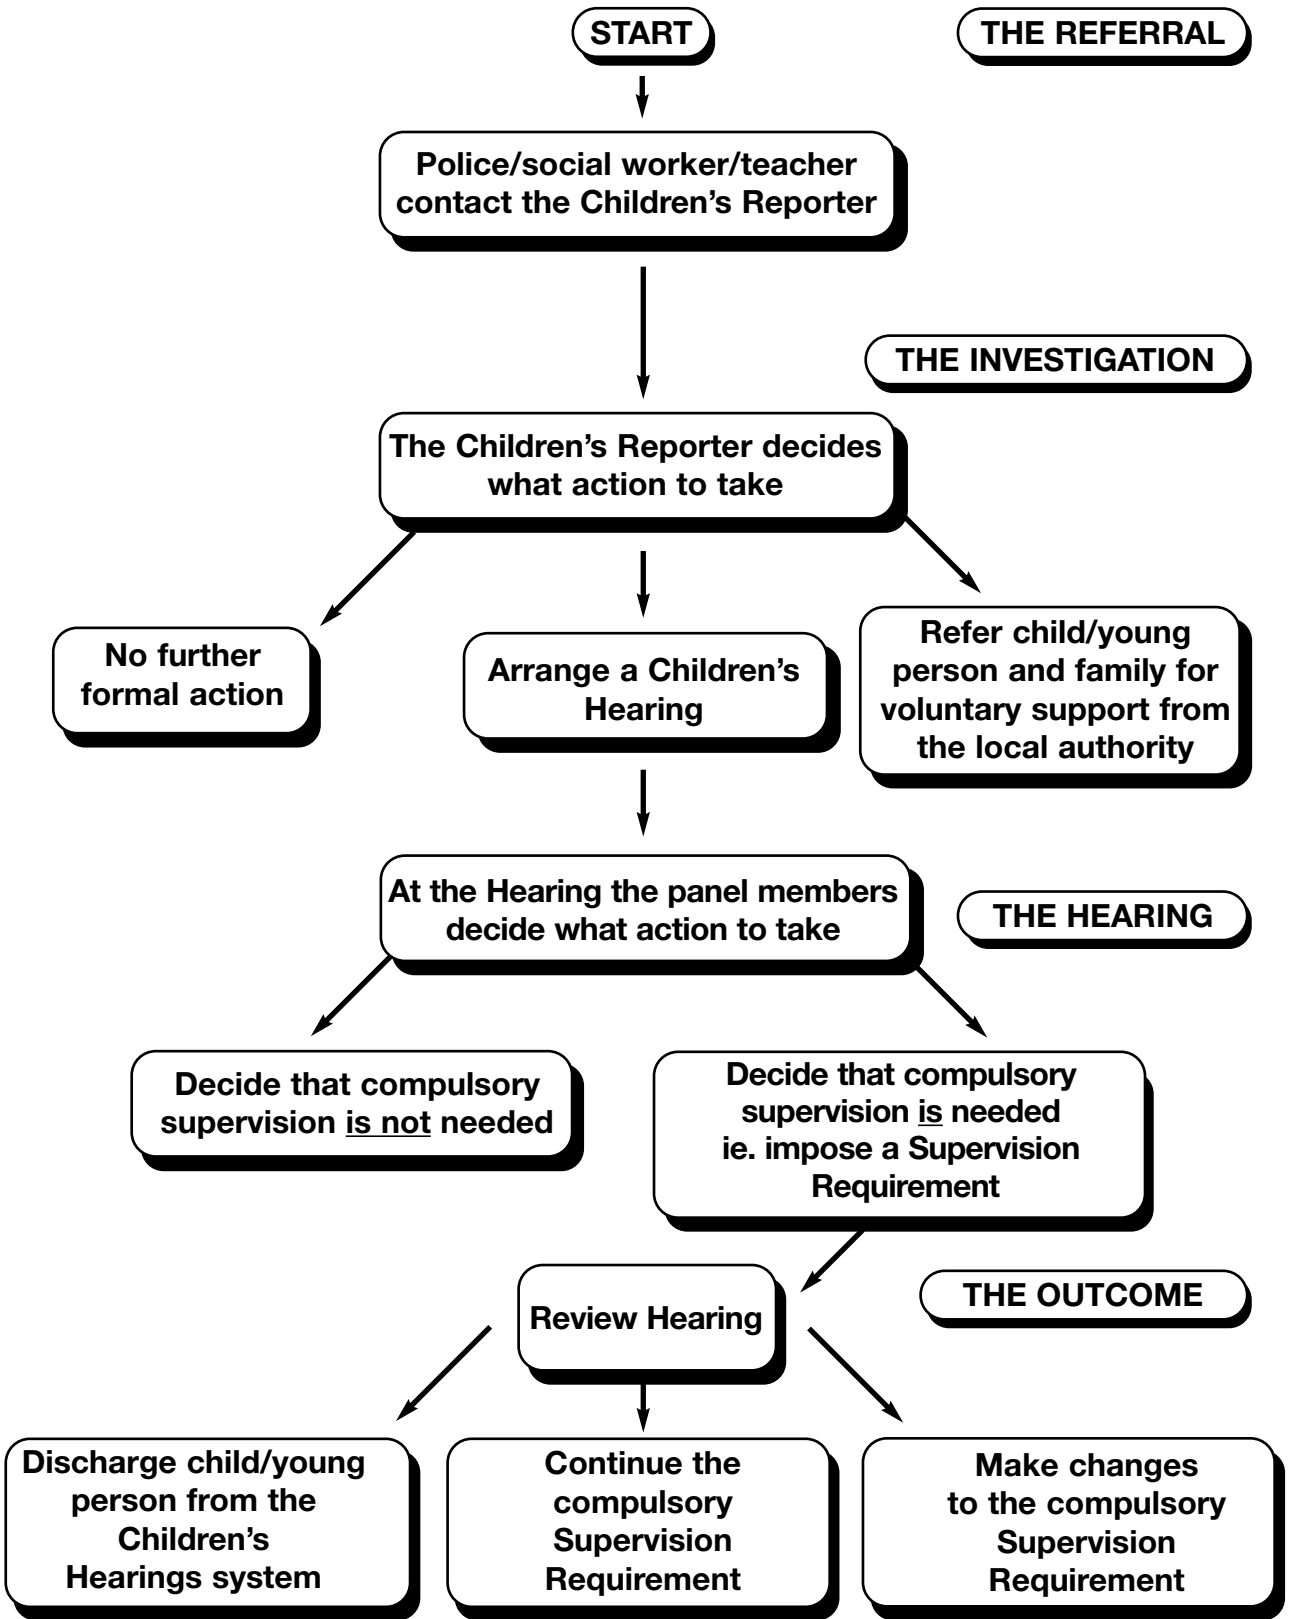 START
THE REFERRAL
Police/social worker/teacher
contact the Children’s Reporter
THE INVESTIGATION
The Children’s Reporter decides
what action to take
No further
formal action
Arrange a Children’s
Hearing
Refer child/young
person and family for
voluntary support from
the local authority
At the Hearing the panel members
decide what action to take
THE HEARING
Decide that compulsory
supervision is not needed
Decide that compulsory
supervision is needed
ie. impose a Supervision
Requirement
THE OUTCOME
Review Hearing
Discharge child/young
person from the
Children’s
Hearings system
Continue the
compulsory
Supervision
Requirement
Make changes
to the compulsory
Supervision
Requirement